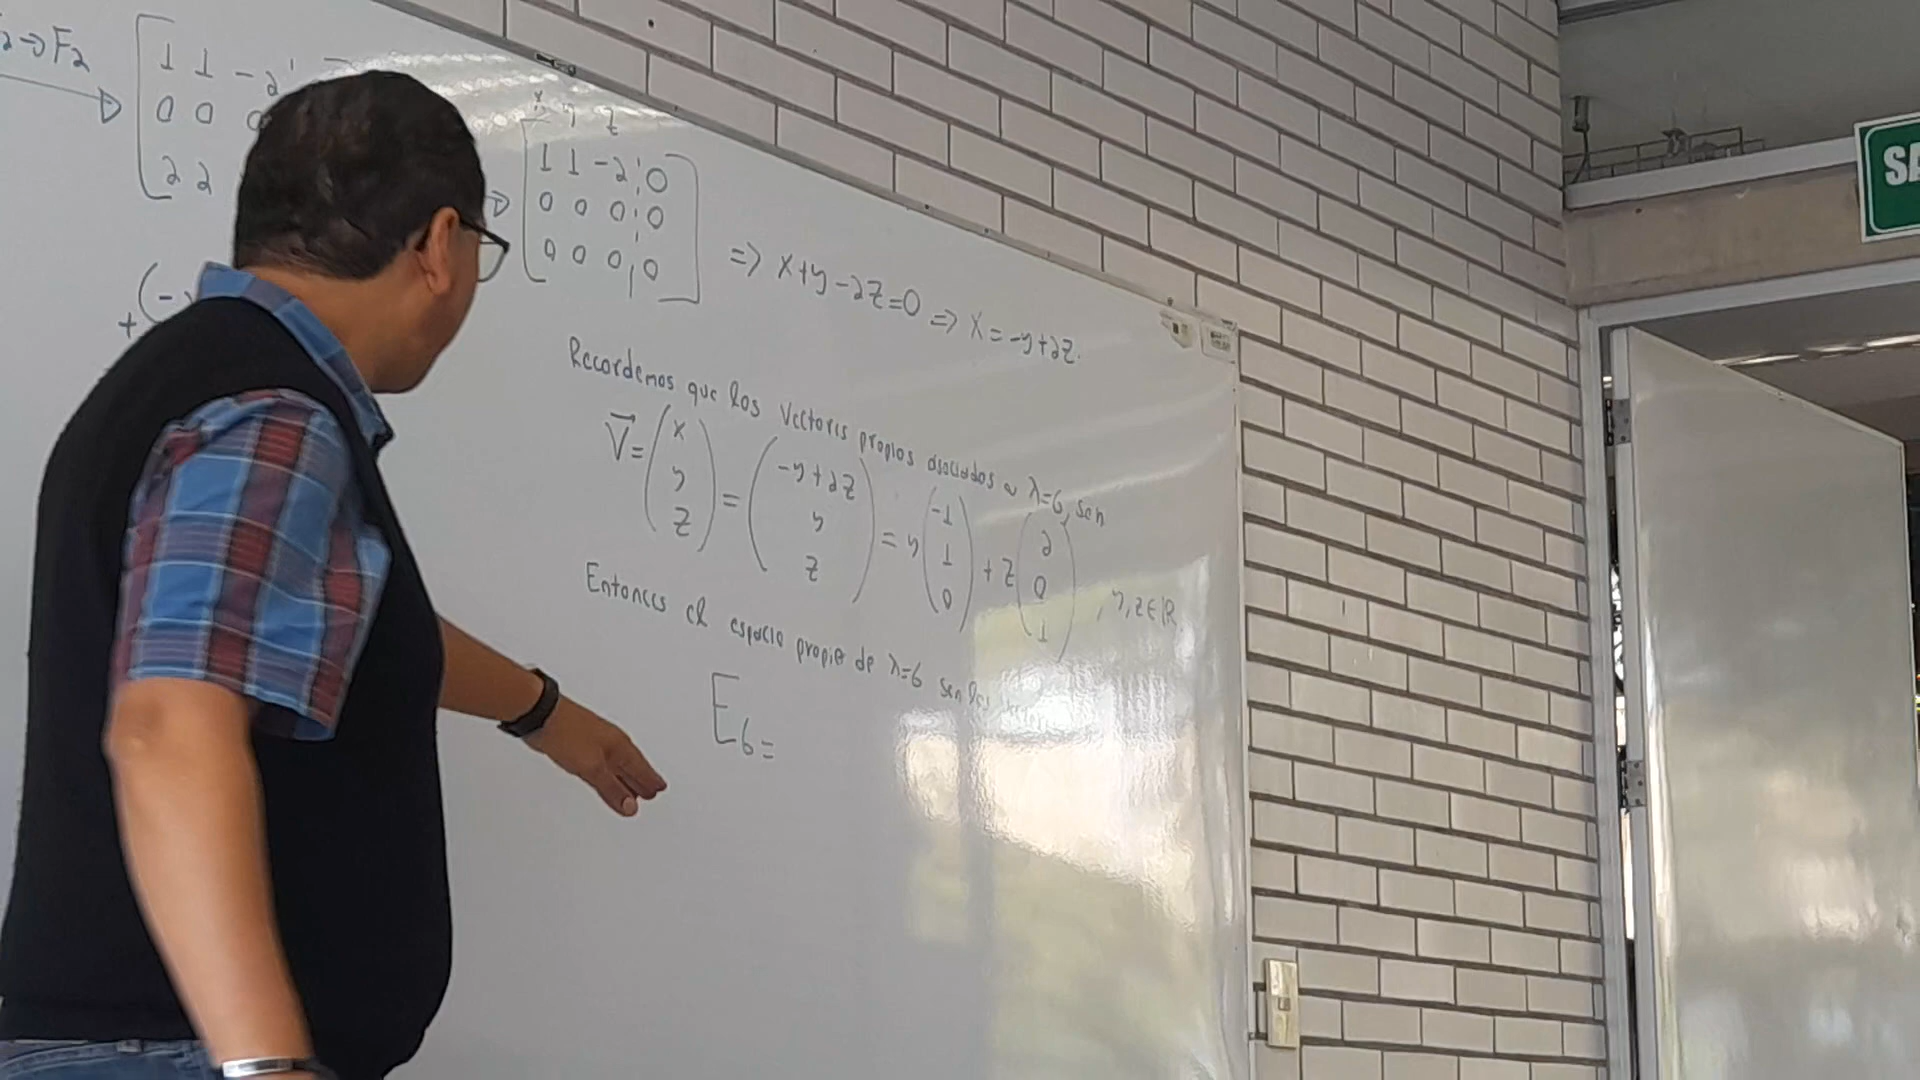 →F2
1 1 -2
0 0 0
2 2
x y z
1 1 -2 0
0 0 0 0
0 0 0 0
⇒ x+y-2z=0 ⇒ x=-y+2z.
Recordemos que los Vectores propios asociados a λ=6, son
V⃗ = (x y z) = (-y+2z y z) = y (-1 1 0) + z (2 0 1), y,z∈ℝ
Entonces el espacio propio de λ=6 son los
E6=
+(-
SA